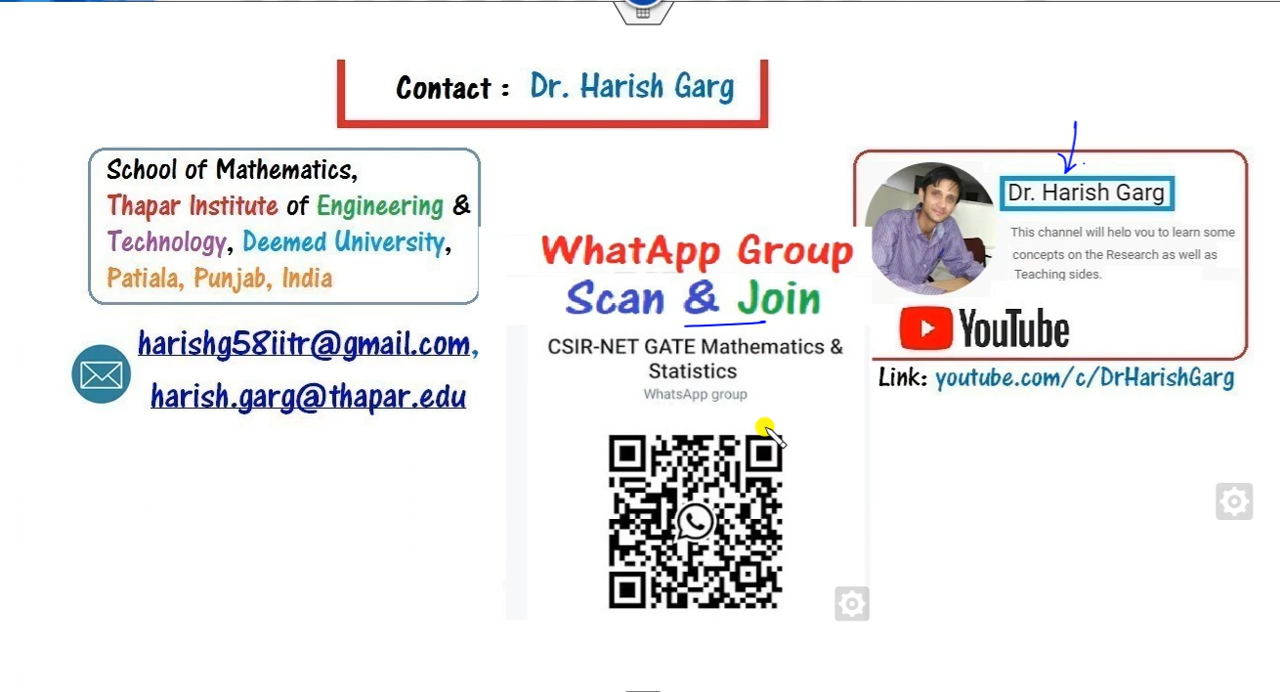 Contact : Dr. Harish Garg
School of Mathematics,
Thapar Institute of Engineering &
Technology, Deemed University,
Patiala, Punjab, India
harishg58iitr@gmail.com,
harish.garg@thapar.edu
WhatApp Group
Scan & Join
CSIR-NET GATE Mathematics &
Statistics
WhatsApp group
Dr. Harish Garg
This channel will help you to learn some
concepts on the Research as well as
Teaching sides.
YouTube
Link: youtube.com/c/DrHarishGarg